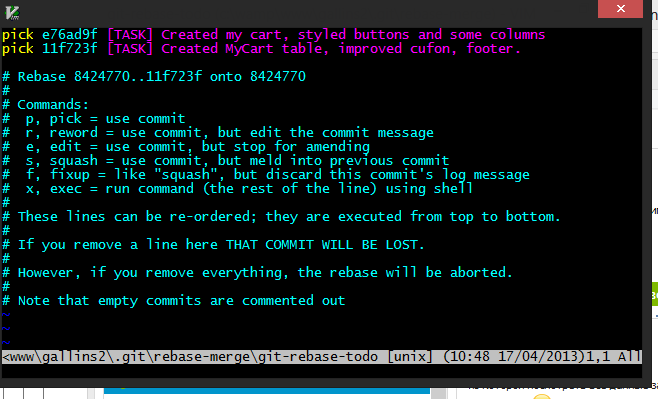 pick e76ad9f [TASK] Created my cart, styled buttons and some columns
pick 11f723f [TASK] Created MyCart table, improved cufon, footer.
# Rebase 8424770..11f723f onto 8424770
#
# Commands:
#  p, pick = use commit
#  r, reword = use commit, but edit the commit message
#  e, edit = use commit, but stop for amending
#  s, squash = use commit, but meld into previous commit
#  f, fixup = like "squash", but discard this commit's log message
#  x, exec = run command (the rest of the line) using shell
#
# These lines can be re-ordered; they are executed from top to bottom.
#
# If you remove a line here THAT COMMIT WILL BE LOST.
#
# However, if you remove everything, the rebase will be aborted.
#
# Note that empty commits are commented out
~
~
~
<www\gallins2\.git\rebase-merge\git-rebase-todo [unix] (10:48 17/04/2013)1,1 All